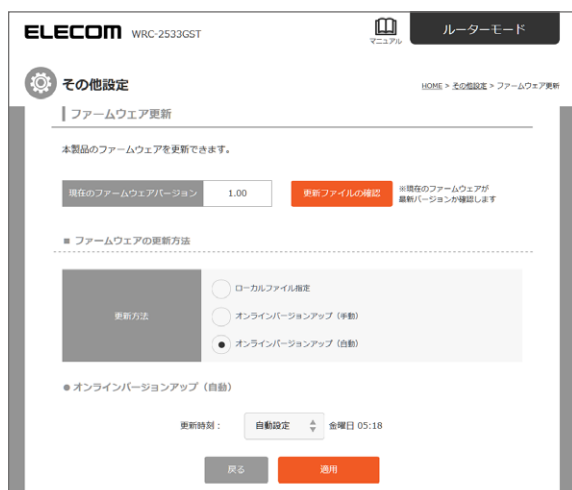 ELECOM WRC-2533GST
マニュアル
ルーターモード
その他設定
HOME > その他設定 > ファームウェア更新
ファームウェア更新
本製品のファームウェアを更新できます。
現在のファームウェアバージョン 1.00 更新ファイルの確認
※現在のファームウェアが
最新バージョンか確認します
■ ファームウェアの更新方法
更新方法
ローカルファイル指定
オンラインバージョンアップ（手動）
オンラインバージョンアップ（自動）
● オンラインバージョンアップ（自動）
更新時刻： 自動設定 金曜日 05:18
戻る 適用